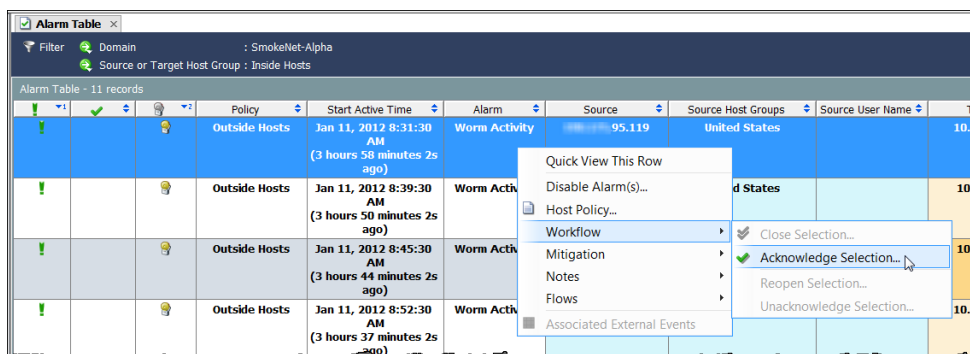 Alarm Table ×
Filter Domain : SmokeNet-Alpha
Source or Target Host Group : Inside Hosts
Alarm Table - 11 records
1 2 Policy Start Active Time Alarm Source Source Host Groups Source User Name T
Outside Hosts Jan 11, 2012 8:31:30 Worm Activity 95.119 United States 10.
AM
(3 hours 58 minutes 2s
ago)
Quick View This Row
Outside Hosts Jan 11, 2012 8:39:30 Worm Activ Disable Alarm(s)... d States 10
AM
(3 hours 50 minutes 2s
ago)
Host Policy...
Workflow
Close Selection...
Outside Hosts Jan 11, 2012 8:45:30 Worm Activ Mitigation Acknowledge Selection... 10
AM
(3 hours 44 minutes 2s
ago)
Notes
Reopen Selection...
Flows
Outside Hosts Jan 11, 2012 8:52:30 Worm Activ Unacknowledge Selection... 10.
AM
(3 hours 37 minutes 2s
ago)
Associated External Events